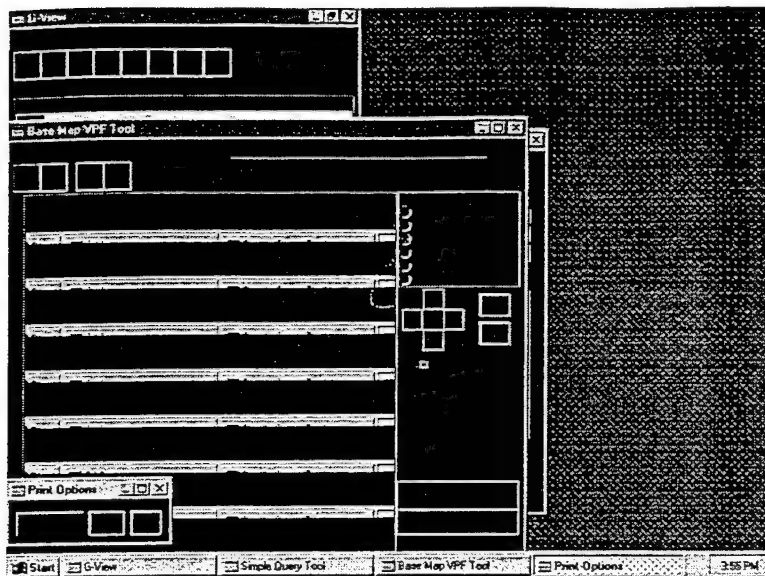 G-View
Base Map VPF Tool
Print Options
Start G-View Simple Query Tool Base Map VPF Tool Print Options 3:55 PM